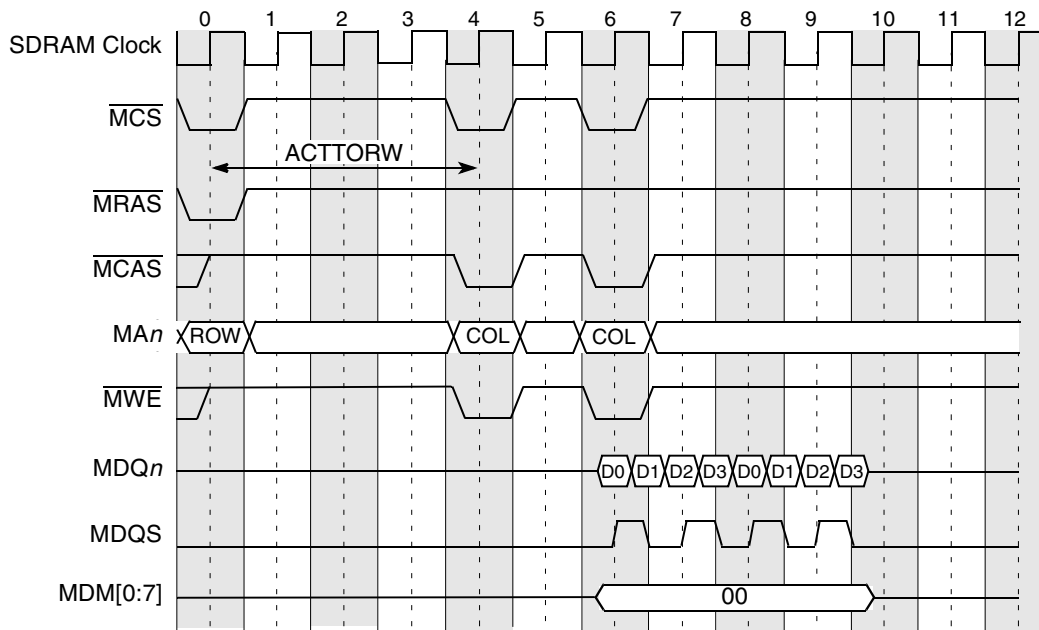 0 1 2 3 4 5 6 7 8 9 10 11 12
SDRAM Clock
MCS
ACTTORW
MRAS
MCAS
MAn ROW COL COL
MWE
MDQn D0 D1 D2 D3 D0 D1 D2 D3
MDQS
MDM[0:7] 00